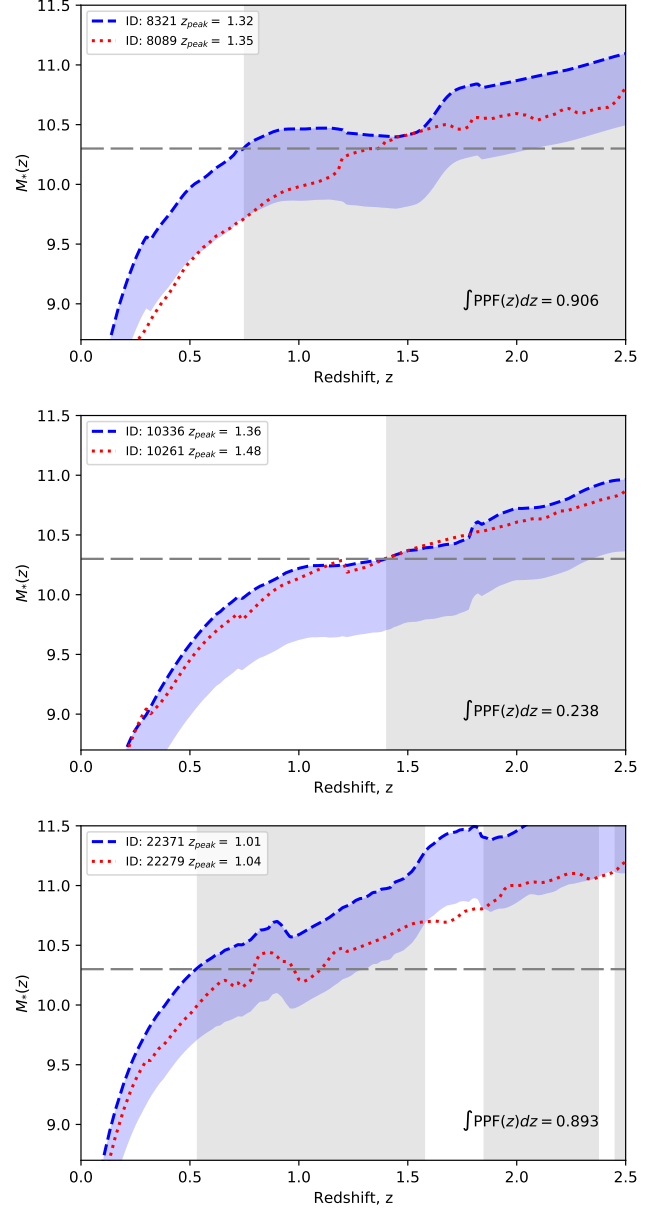 11.5
ID: 8321 z_peak = 1.32
ID: 8089 z_peak = 1.35
11.0
10.5
10.0
9.5
9.0
M_*(z)
∫PPF(z)dz = 0.906
0.0 0.5 1.0 1.5 2.0 2.5
Redshift, z
11.5
ID: 10336 z_peak = 1.36
ID: 10261 z_peak = 1.48
11.0
10.5
10.0
9.5
9.0
M_*(z)
∫PPF(z)dz = 0.238
0.0 0.5 1.0 1.5 2.0 2.5
Redshift, z
11.5
ID: 22371 z_peak = 1.01
ID: 22279 z_peak = 1.04
11.0
10.5
10.0
9.5
9.0
M_*(z)
∫PPF(z)dz = 0.893
0.0 0.5 1.0 1.5 2.0 2.5
Redshift, z